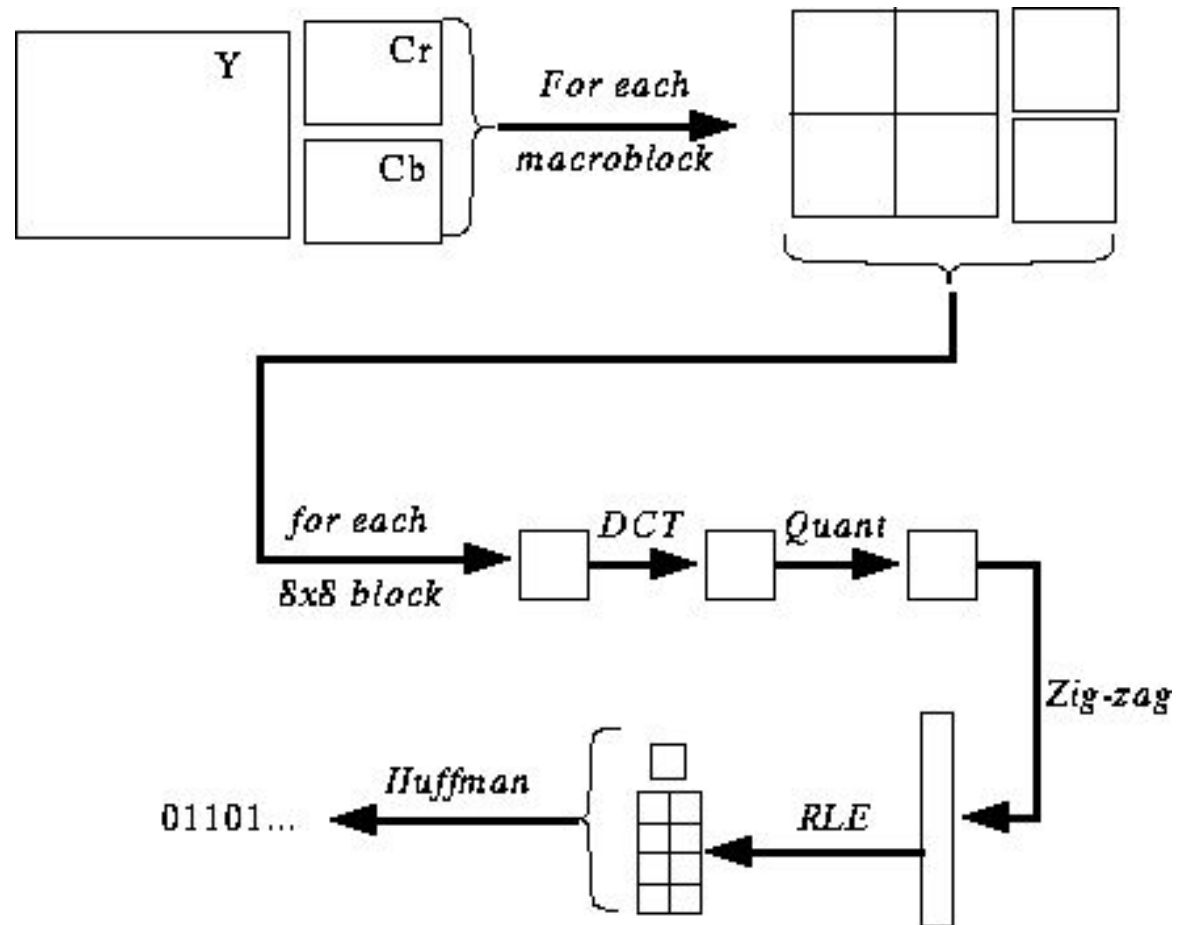 Y
Cr
Cb
For each
macroblock
for each
8x8 block
DCT
Quant
Zig-zag
RLE
Huffman
01101...